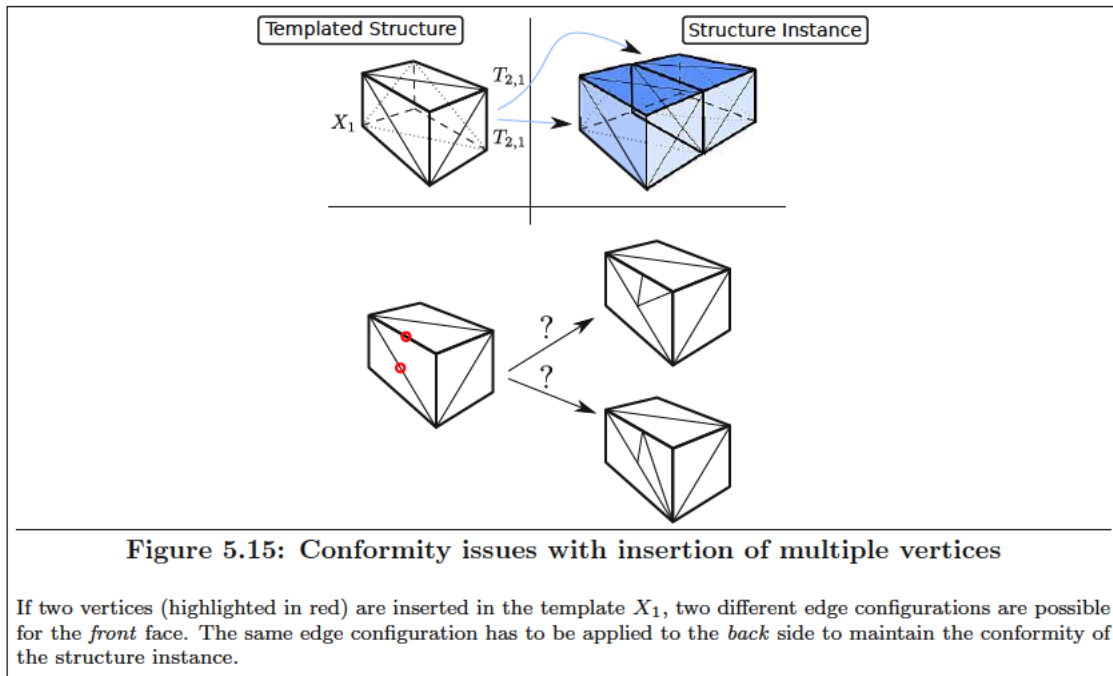 Templated Structure
Structure Instance
X₁
T₂,₁
T₂,₁
?
?
Figure 5.15: Conformity issues with insertion of multiple vertices
If two vertices (highlighted in red) are inserted in the template X₁, two different edge configurations are possible
for the front face. The same edge configuration has to be applied to the back side to maintain the conformity of
the structure instance.